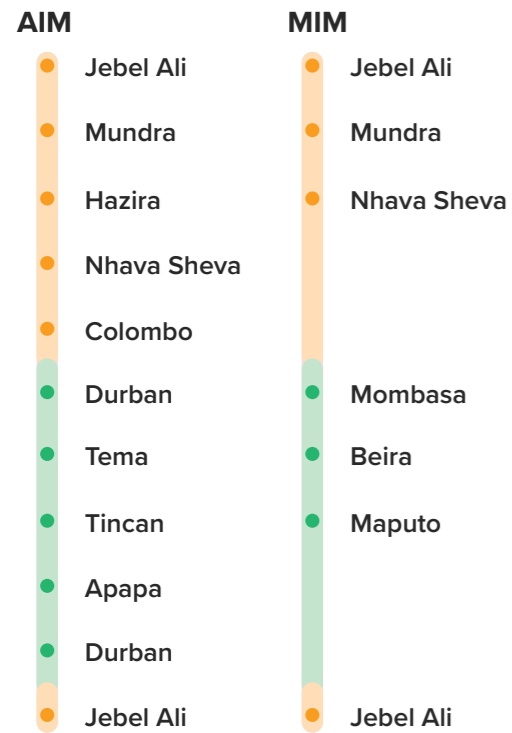 AIM
Jebel Ali
Mundra
Hazira
Nhava Sheva
Colombo
Durban
Tema
Tincan
Apapa
Durban
Jebel Ali
MIM
Jebel Ali
Mundra
Nhava Sheva
Mombasa
Beira
Maputo
Jebel Ali